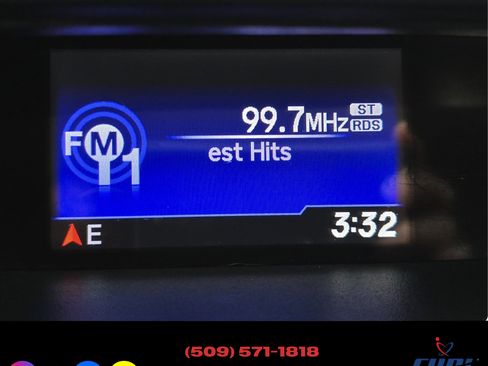 99.7MHz ST
RDS
FM1
est Hits
E
3:32
(509) 571-1818